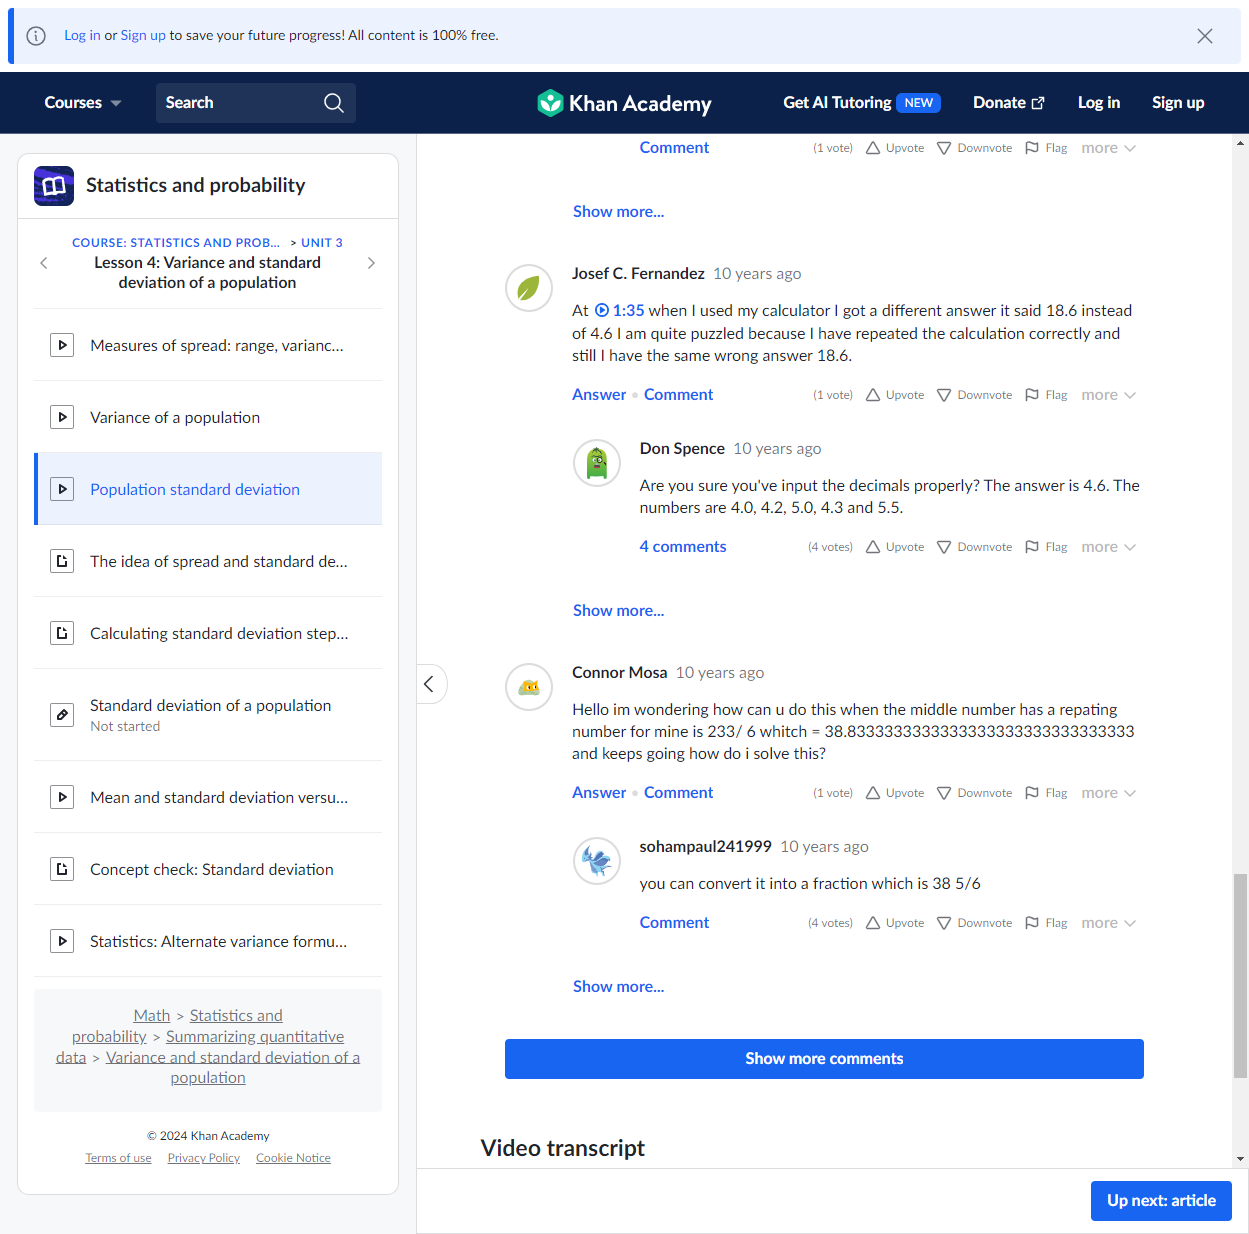 Log in or Sign up to save your future progress! All content is 100% free.
Courses
Search
Khan Academy
Get AI Tutoring NEW
Donate
Log in
Sign up
Statistics and probability
COURSE: STATISTICS AND PROB... > UNIT 3
Lesson 4: Variance and standard
deviation of a population
Measures of spread: range, varianc...
Variance of a population
Population standard deviation
The idea of spread and standard de...
Calculating standard deviation step...
Standard deviation of a population
Not started
Mean and standard deviation versu...
Concept check: Standard deviation
Statistics: Alternate variance formu...
Math > Statistics and
probability > Summarizing quantitative
data > Variance and standard deviation of a
population
© 2024 Khan Academy
Terms of use Privacy Policy Cookie Notice
Comment (1 vote) Upvote Downvote Flag more
Show more...
Josef C. Fernandez 10 years ago
At 1:35 when I used my calculator I got a different answer it said 18.6 instead
of 4.6 I am quite puzzled because I have repeated the calculation correctly and
still I have the same wrong answer 18.6.
Answer • Comment (1 vote) Upvote Downvote Flag more
Don Spence 10 years ago
Are you sure you've input the decimals properly? The answer is 4.6. The
numbers are 4.0, 4.2, 5.0, 4.3 and 5.5.
4 comments (4 votes) Upvote Downvote Flag more
Show more...
Connor Mosa 10 years ago
Hello im wondering how can u do this when the middle number has a repating
number for mine is 233/ 6 whitch = 38.83333333333333333333333333333
and keeps going how do i solve this?
Answer • Comment (1 vote) Upvote Downvote Flag more
sohampaul241999 10 years ago
you can convert it into a fraction which is 38 5/6
Comment (4 votes) Upvote Downvote Flag more
Show more...
Show more comments
Video transcript
Up next: article